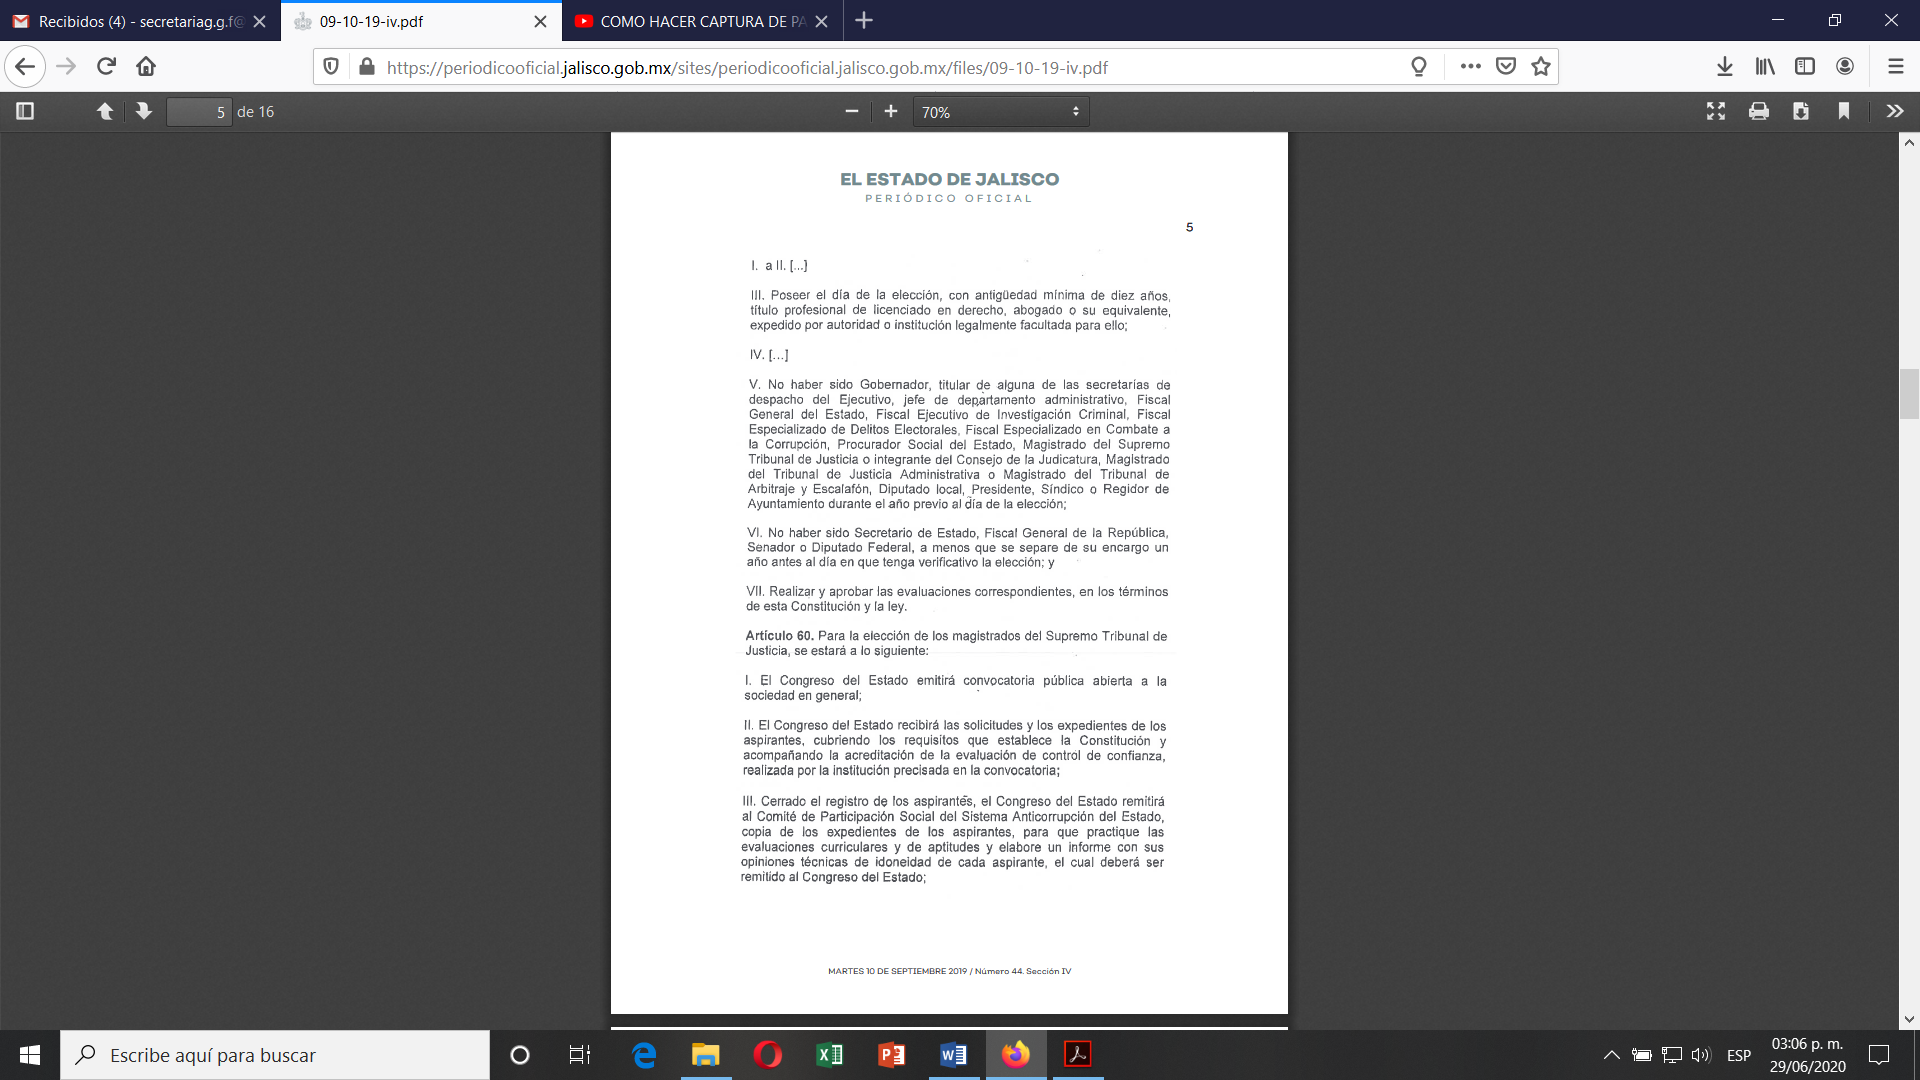 Recibidos (4) - secretariag.g.f@
09-10-19-iv.pdf
COMO HACER CAPTURA DE PA
https://periodicooficial.jalisco.gob.mx/sites/periodicooficial.jalisco.gob.mx/files/09-10-19-iv.pdf
5 de 16
70%
EL ESTADO DE JALISCO
PERIÓDICO OFICIAL
5
I. a II. [...]
III. Poseer el día de la elección, con antigüedad mínima de diez años,
título profesional de licenciado en derecho, abogado o su equivalente,
expedido por autoridad o institución legalmente facultada para ello;
IV. [...]
V. No haber sido Gobernador, titular de alguna de las secretarías de
despacho del Ejecutivo, jefe de departamento administrativo, Fiscal
General del Estado, Fiscal Ejecutivo de Investigación Criminal, Fiscal
Especializado de Delitos Electorales, Fiscal Especializado en Combate a
la Corrupción, Procurador Social del Estado, Magistrado del Supremo
Tribunal de Justicia o integrante del Consejo de la Judicatura, Magistrado
del Tribunal de Justicia Administrativa o Magistrado del Tribunal de
Arbitraje y Escalafón, Diputado local, Presidente, Síndico o Regidor de
Ayuntamiento durante el año previo al día de la elección;
VI. No haber sido Secretario de Estado, Fiscal General de la República,
Senador o Diputado Federal, a menos que se separe de su encargo un
año antes al día en que tenga verificativo la elección; y
VII. Realizar y aprobar las evaluaciones correspondientes, en los términos
de esta Constitución y la ley.
Artículo 60. Para la elección de los magistrados del Supremo Tribunal de
Justicia, se estará a lo siguiente:
I. El Congreso del Estado emitirá convocatoria pública abierta a la
sociedad en general;
II. El Congreso del Estado recibirá las solicitudes y los expedientes de los
aspirantes, cubriendo los requisitos que establece la Constitución y
acompañando la acreditación de la evaluación de control de confianza,
realizada por la institución precisada en la convocatoria;
III. Cerrado el registro de los aspirantes, el Congreso del Estado remitirá
al Comité de Participación Social del Sistema Anticorrupción del Estado,
copia de los expedientes de los aspirantes, para que practique las
evaluaciones curriculares y de aptitudes y elabore un informe con sus
opiniones técnicas de idoneidad de cada aspirante, el cual deberá ser
remitido al Congreso del Estado;
MARTES 10 DE SEPTIEMBRE 2019 / Número 44. Sección IV
Escribe aquí para buscar
ESP
03:06 p. m.
29/06/2020